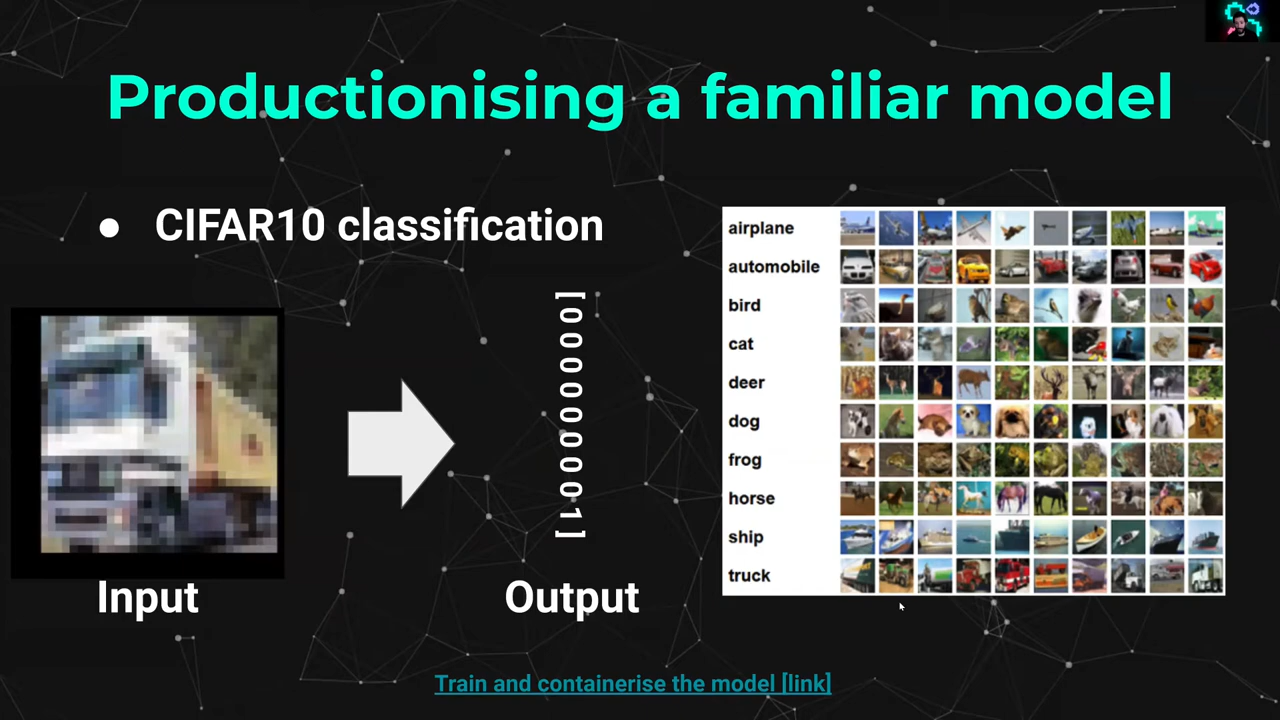 Productionising a familiar model
● CIFAR10 classification
[0000000001]
Input
Output
airplane
automobile
bird
cat
deer
dog
frog
horse
ship
truck
Train and containerise the model [link]